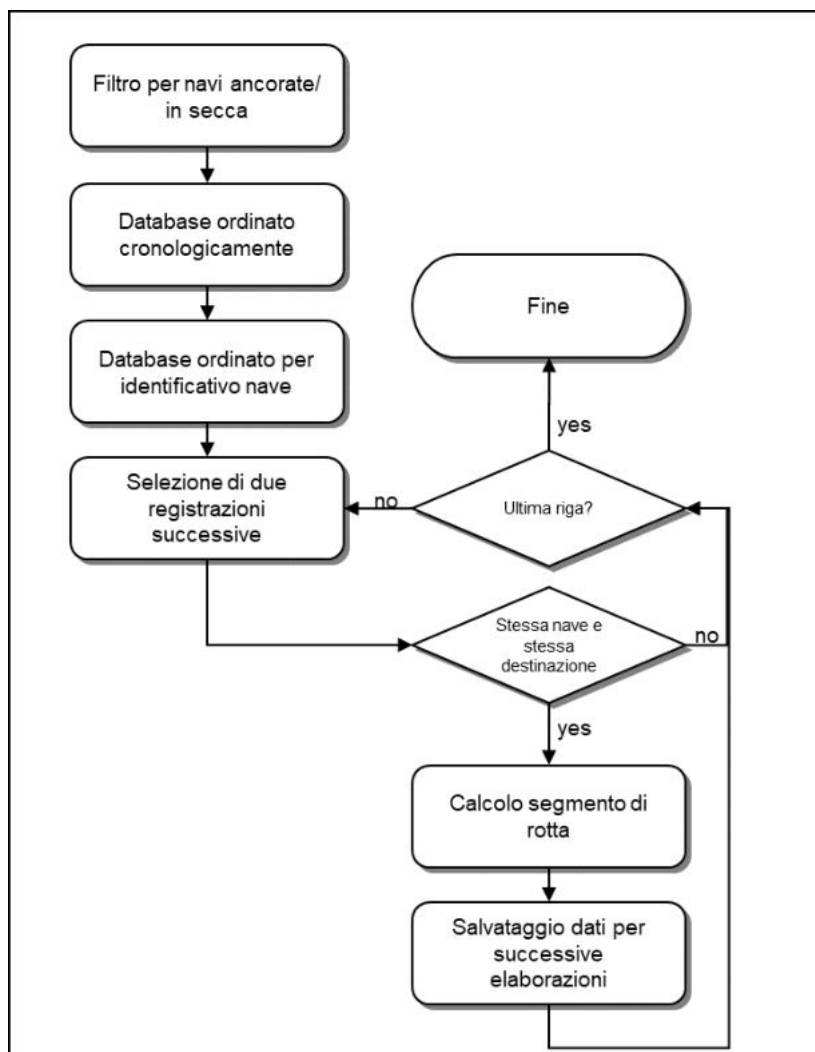 Filtro per navi ancorate/
in secca
Database ordinato
cronologicamente
Database ordinato per
identificativo nave
Selezione di due
registrazioni
successive
Fine
yes
no
Ultima riga?
Stessa nave e
stessa
destinazione
no
yes
Calcolo segmento di
rotta
Salvataggio dati per
successive
elaborazioni